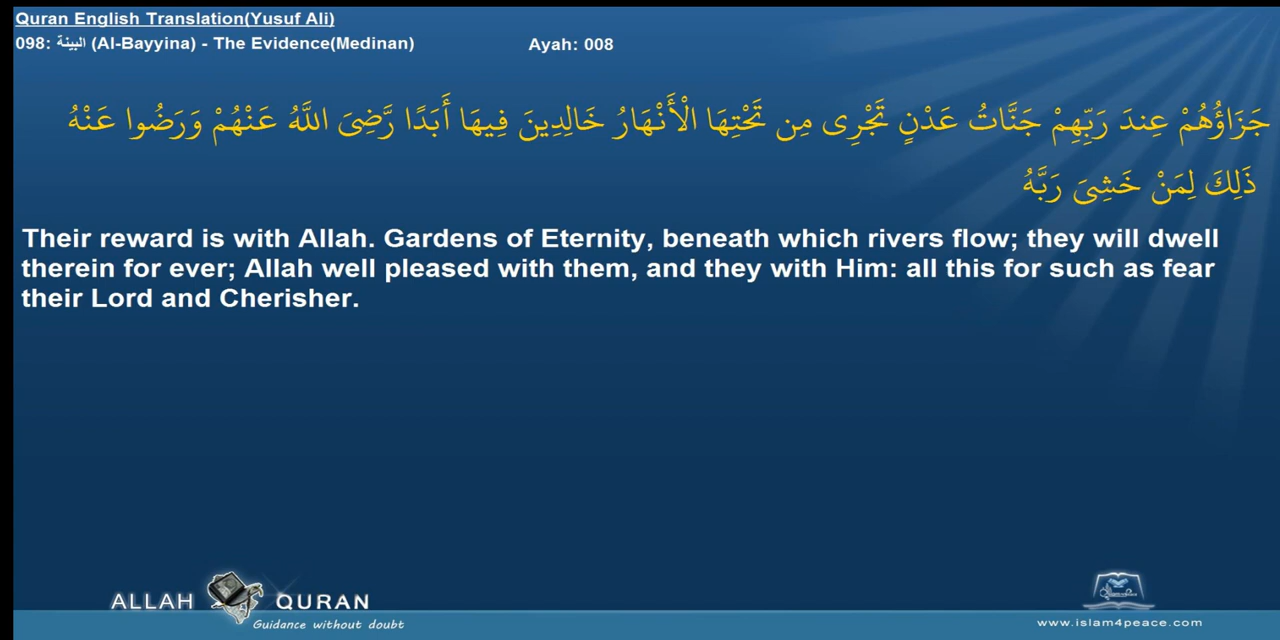 Quran English Translation(Yusuf Ali)
098: البينة (Al-Bayyina) - The Evidence(Medinan) Ayah: 008
جَزَاؤُهُمْ عِندَ رَبِّهِمْ جَنَّاتُ عَدْنٍ تَجْرِى مِن تَحْتِهَا الْأَنْهَارُ خَالِدِينَ فِيهَا أَبَدًا رَّضِىَ اللَّهُ عَنْهُمْ وَرَضُوا عَنْهُ
ذَلِكَ لِمَنْ خَشِىَ رَبَّهُ
Their reward is with Allah. Gardens of Eternity, beneath which rivers flow; they will dwell
therein for ever; Allah well pleased with them, and they with Him: all this for such as fear
their Lord and Cherisher.
ALLAH QURAN
Guidance without doubt
www.islam4peace.com